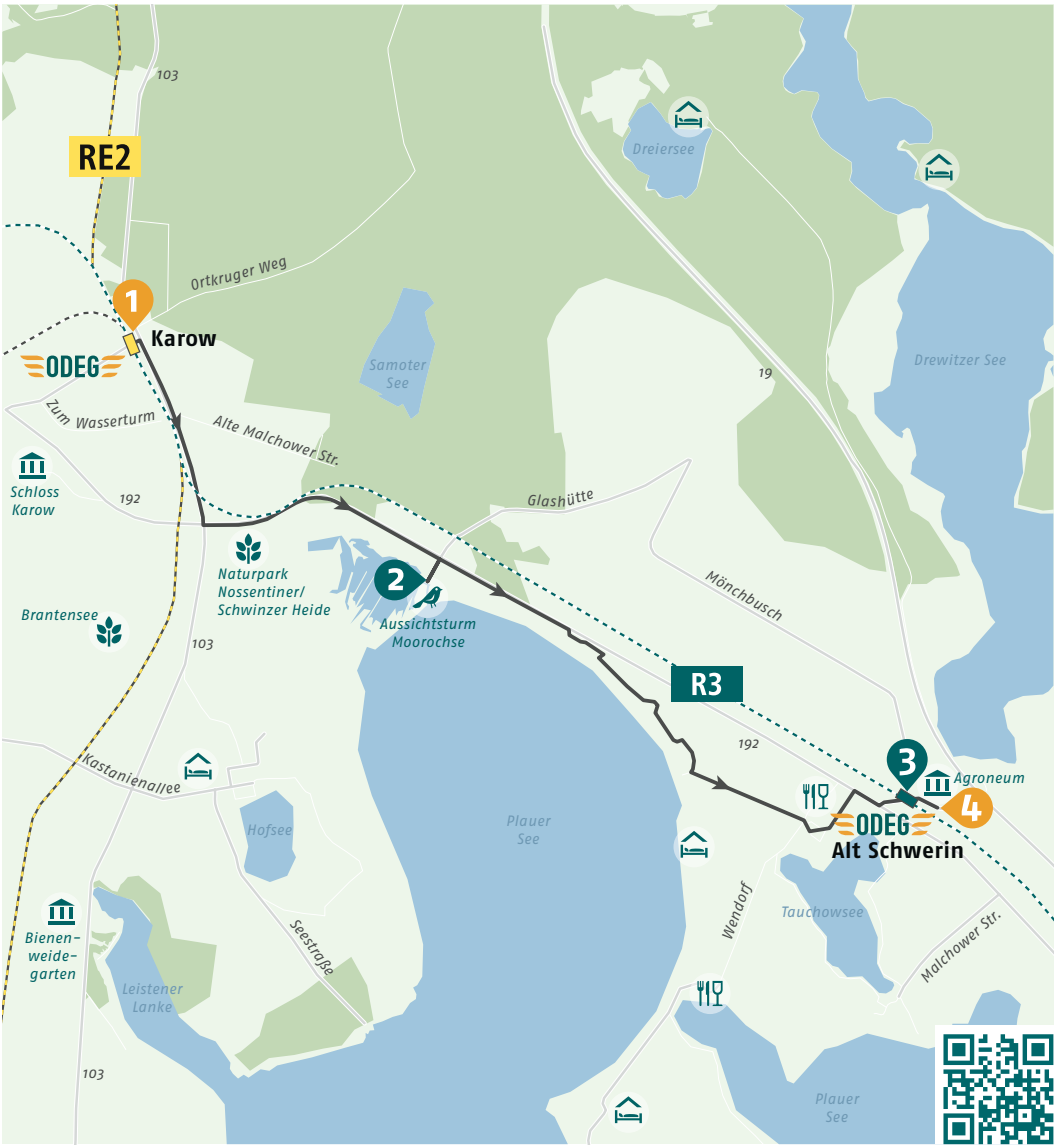 103
RE2
Dreiersee
Ortkruger Weg
1
Karow
ODEG
Samoter
See
19
Drewitzer See
Zum Wasserturm
Alte Malchower Str.
Schloss
Karow
192
Glashütte
Naturpark
Nossentiner/
Schwinzer Heide
2
Aussichtsturm
Moorochse
Mönchbusch
Brantensee
103
R3
192
Kastanienallee
3
Agroneum
4
ODEG
Alt Schwerin
Hofsee
Plauer
See
Wendorf
Tauchowsee
Malchower Str.
Bienen-
weide-
garten
Seestraße
Leistener
Lanke
103
Plauer
See